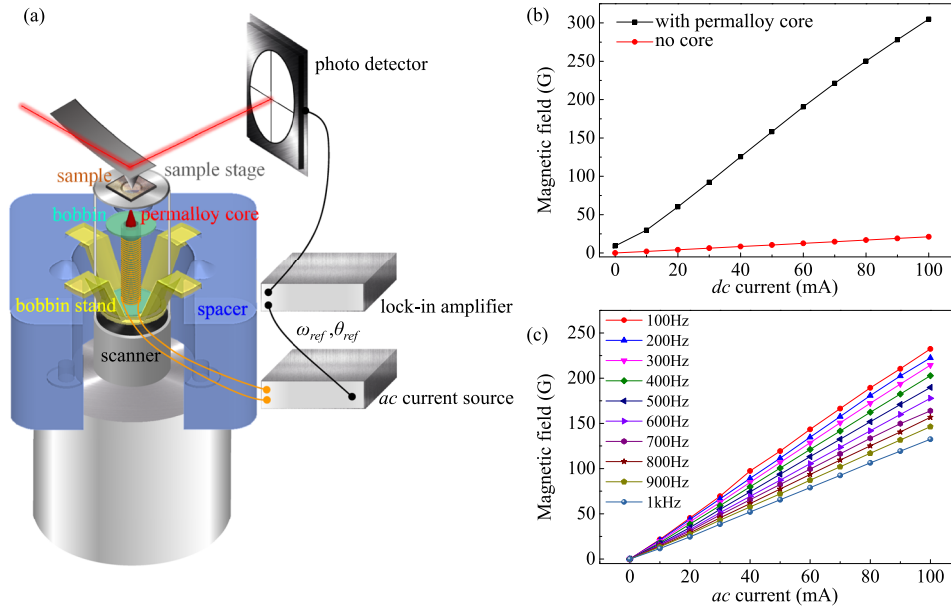 (a)
photo detector
sample
sample stage
bobbin
permalloy core
bobbin stand
spacer
scanner
lock-in amplifier
ω_ref ,θ_ref
ac current source
(b)
with permalloy core
no core
Magnetic field (G)
300
250
200
150
100
50
0
0 20 40 60 80 100
dc current (mA)
(c)
100Hz
200Hz
300Hz
400Hz
500Hz
600Hz
700Hz
800Hz
900Hz
1kHz
Magnetic field (G)
250
200
150
100
50
0
0 20 40 60 80 100
ac current (mA)